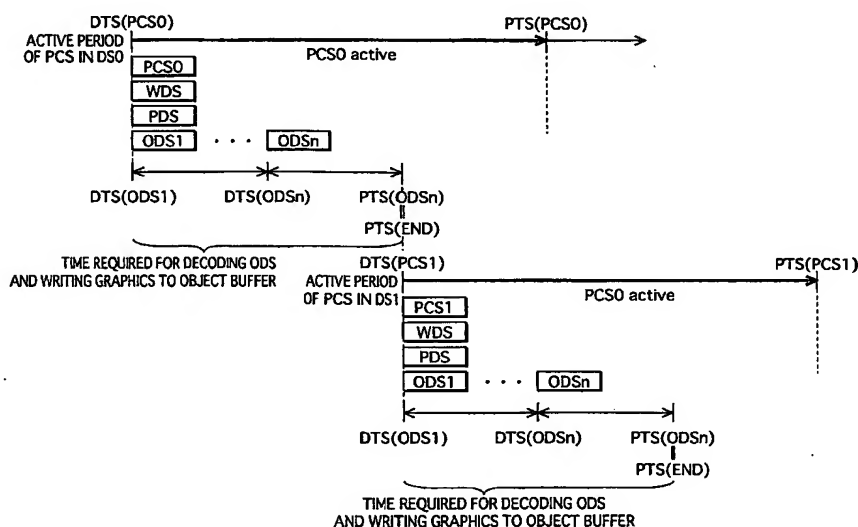 DTS(PCS0) PTS(PCS0)
ACTIVE PERIOD
OF PCS IN DS0
PCS0 active
PCS0
WDS
PDS
ODS1 · · · ODSn
DTS(ODS1) DTS(ODSn) PTS(ODSn)
PTS(END)
TIME REQUIRED FOR DECODING ODS
AND WRITING GRAPHICS TO OBJECT BUFFER
DTS(PCS1) PTS(PCS1)
ACTIVE PERIOD
OF PCS IN DS1
PCS0 active
PCS1
WDS
PDS
ODS1 · · · ODSn
DTS(ODS1) DTS(ODSn) PTS(ODSn)
PTS(END)
TIME REQUIRED FOR DECODING ODS
AND WRITING GRAPHICS TO OBJECT BUFFER